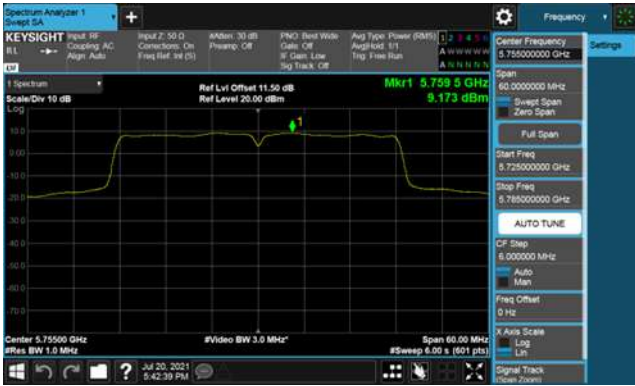 Spectrum Analyzer 1
Swept SA
+
Frequency
KEYSIGHT
Input: RF
Coupling: AC
Align: Auto
Input Z: 50 Ω
Corrections: On
Freq Ref: Int (S)
#Atten: 30 dB
Preamp: Off
PNO: Best Wide
Gate: Off
IF Gain: Low
Sig Track: Off
Avg Type: Power (RMS)
Avg|Hold: 1/1
Trig: Free Run
1 2 3 4 5 6
A W W W W W
A N N N N N
1 Spectrum
Scale/Div 10 dB
Log
Ref Lvl Offset 11.50 dB
Ref Level 20.00 dBm
Mkr1 5.759 5 GHz
9.173 dBm
1
10.0
0.00
-10.0
-20.0
-30.0
-40.0
-50.0
-60.0
-70.0
Center 5.75500 GHz
#Res BW 1.0 MHz
#Video BW 3.0 MHz*
Span 60.00 MHz
#Sweep 6.00 s (601 pts)
Jul 20, 2021
5:42:39 PM
Center Frequency
5.755000000 GHz
Settings
Span
60.0000000 MHz
Swept Span
Zero Span
Full Span
Start Freq
5.725000000 GHz
Stop Freq
5.785000000 GHz
AUTO TUNE
CF Step
6.000000 MHz
Auto
Man
Freq Offset
0 Hz
X Axis Scale
Log
Lin
Signal Track
(Span Zoom)